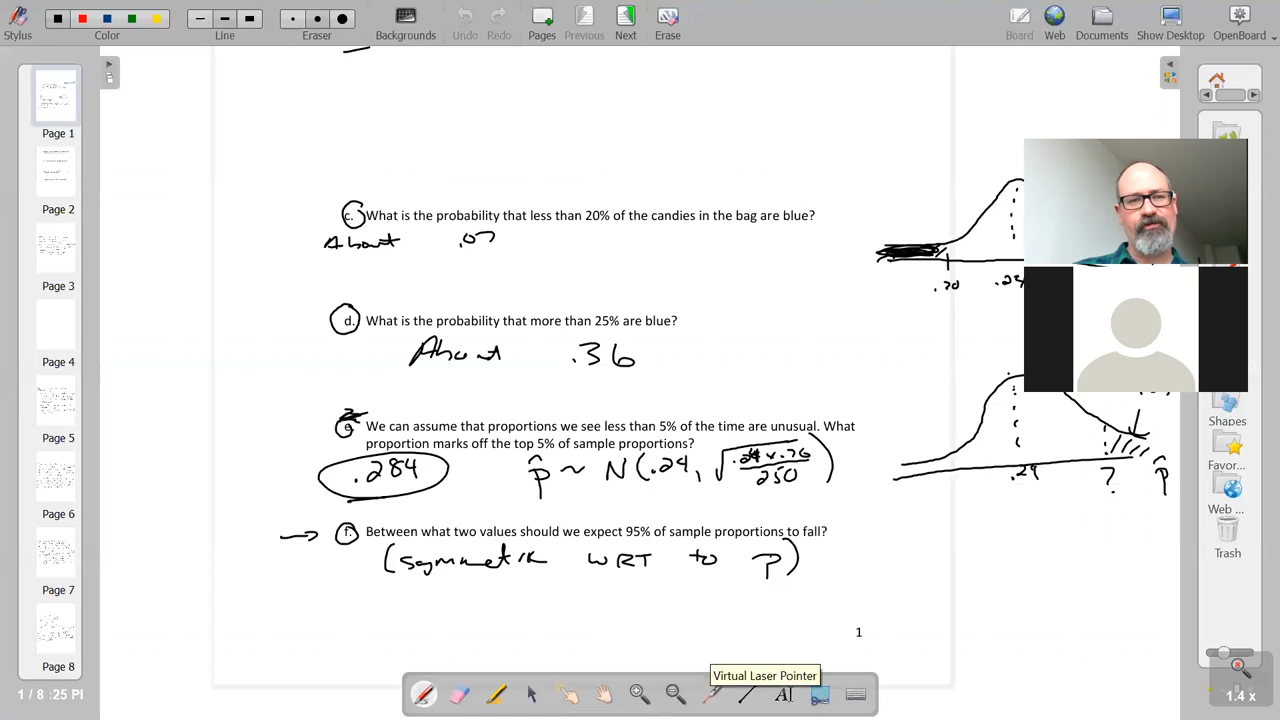 Stylus
Color
Line
Eraser
Backgrounds
Undo
Redo
Pages
Previous
Next
Erase
Board
Web
Documents
Show Desktop
OpenBoard
Page 1
Page 2
Page 3
Page 4
Page 5
Page 6
Page 7
Page 8
1 / 8 :25 PI
c. What is the probability that less than 20% of the candies in the bag are blue?
About .07
.20 .24
d. What is the probability that more than 25% are blue?
About .36
We can assume that proportions we see less than 5% of the time are unusual. What
proportion marks off the top 5% of sample proportions?
.284 p̂ ~ N(.24, √(.24 x .76 / 250))
.24 ? p̂
f. Between what two values should we expect 95% of sample proportions to fall?
(symmetric WRT to p)
1
Virtual Laser Pointer
Shapes
Favor...
Web ...
Trash
1.4 x